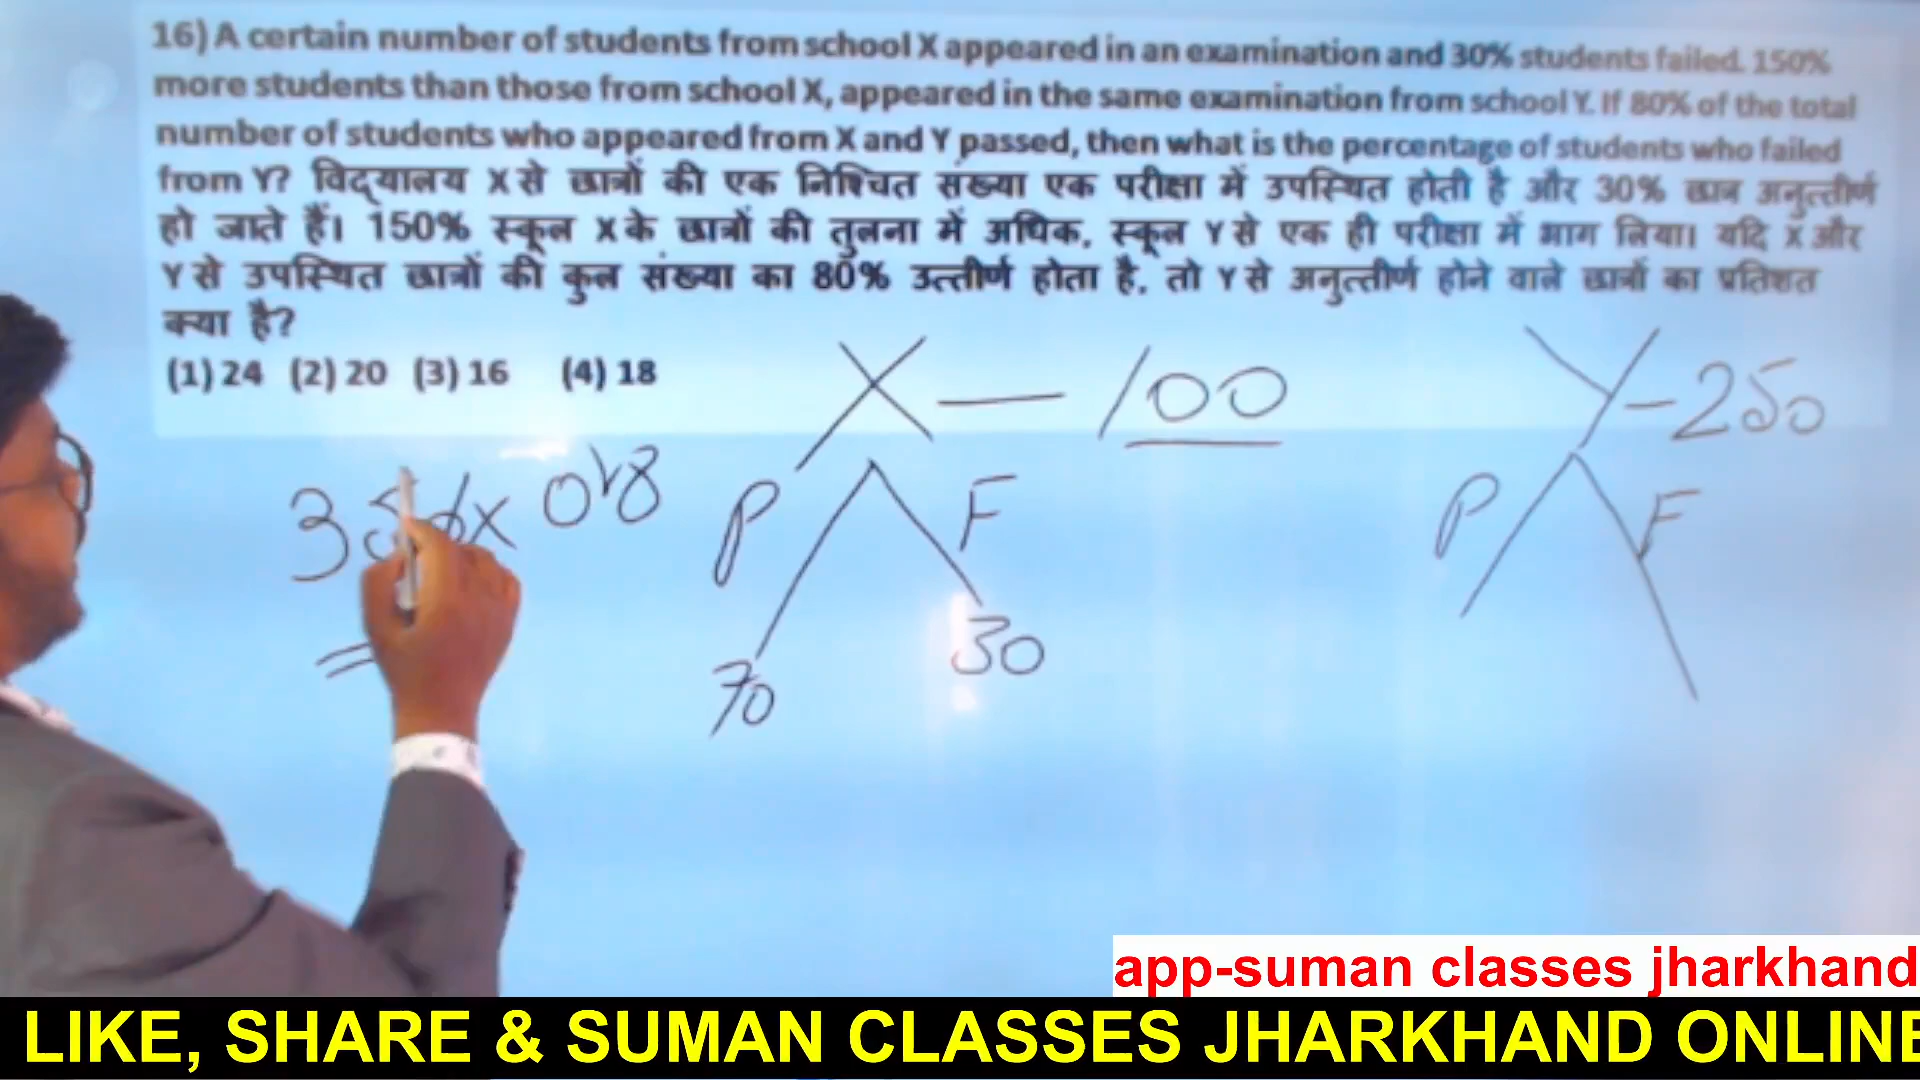 16) A certain number of students from school X appeared in an examination and 30% students failed. 150%
more students than those from school X, appeared in the same examination from school Y. If 80% of the total
number of students who appeared from X and Y passed, then what is the percentage of students who failed
from Y? विद्यालय X से छात्रों की एक निश्चित संख्या एक परीक्षा में उपस्थित होती है और 30% छात्र अनुत्तीर्ण
हो जाते हैं। 150% स्कूल X के छात्रों की तुलना में अधिक, स्कूल Y से एक ही परीक्षा में भाग लिया। यदि X और
Y से उपस्थित छात्रों की कुल संख्या का 80% उत्तीर्ण होता है, तो Y से अनुत्तीर्ण होने वाले छात्रों का प्रतिशत
क्या है?
(1) 24 (2) 20 (3) 16 (4) 18
X — 100
Y - 250
350 x 0.8
P F
P F
=
70 30
app-suman classes jharkhand
LIKE, SHARE & SUMAN CLASSES JHARKHAND ONLINE